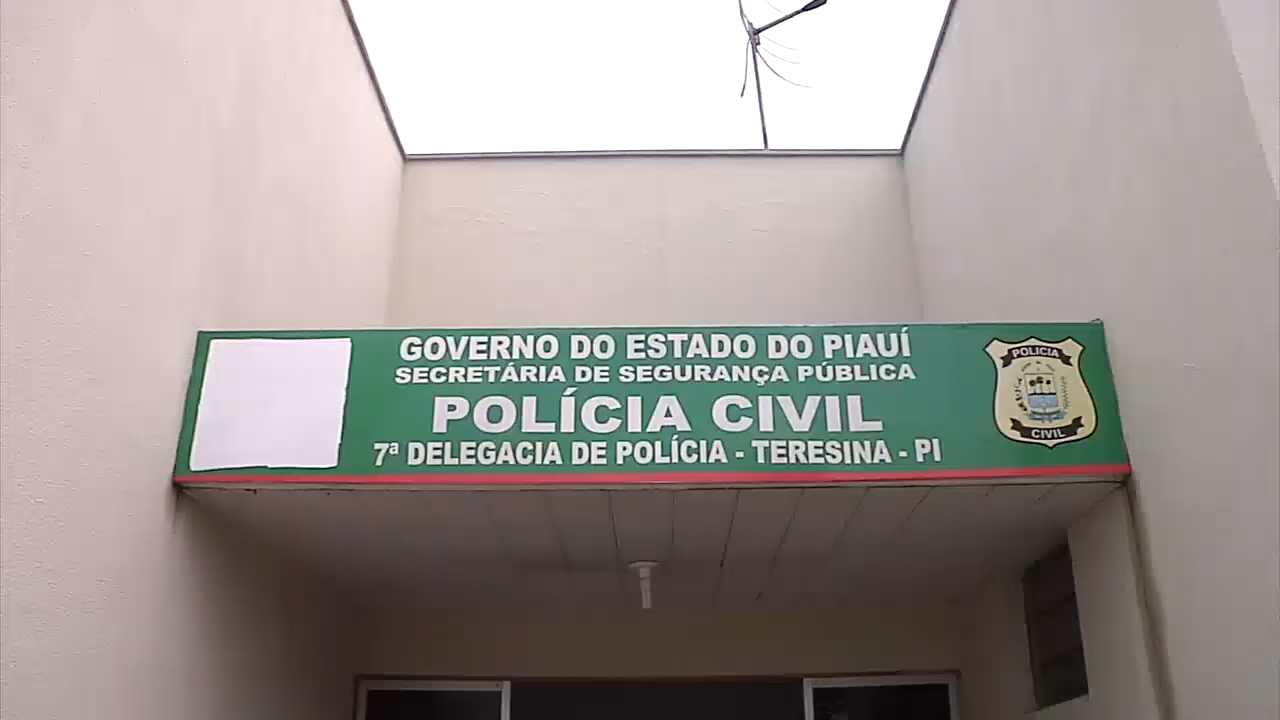 GOVERNO DO ESTADO DO PIAUÍ
SECRETÁRIA DE SEGURANÇA PÚBLICA
POLÍCIA CIVIL
7ª DELEGACIA DE POLÍCIA - TERESINA - PI
POLICIA
CIVIL